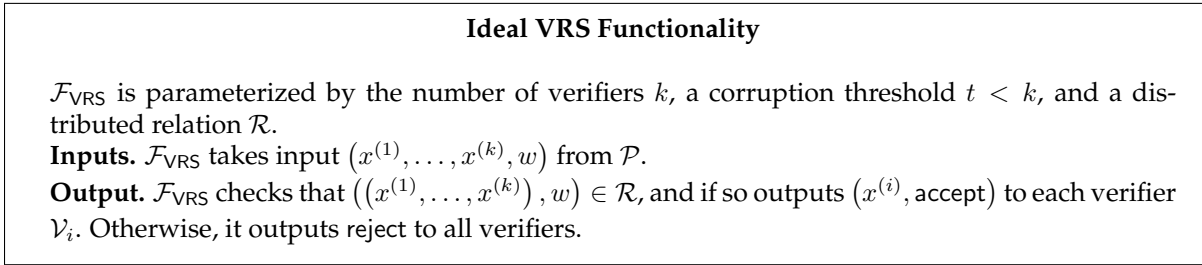 Ideal VRS Functionality
𝓕_VRS is parameterized by the number of verifiers k, a corruption threshold t < k, and a dis-
tributed relation 𝓡.
Inputs. 𝓕_VRS takes input (x^(1), . . . , x^(k), w) from 𝓟.
Output. 𝓕_VRS checks that ((x^(1), . . . , x^(k)) , w) ∈ 𝓡, and if so outputs (x^(i), accept) to each verifier
𝓥_i. Otherwise, it outputs reject to all verifiers.